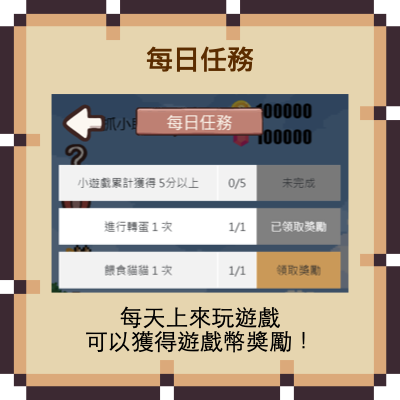 每日任務
100000
每日任務
100000
小遊戲累計獲得 5分以上 0/5 未完成
進行轉蛋 1 次 1/1 已領取獎勵
餵食貓貓 1 次 1/1 領取獎勵
每天上來玩遊戲
可以獲得遊戲幣獎勵！